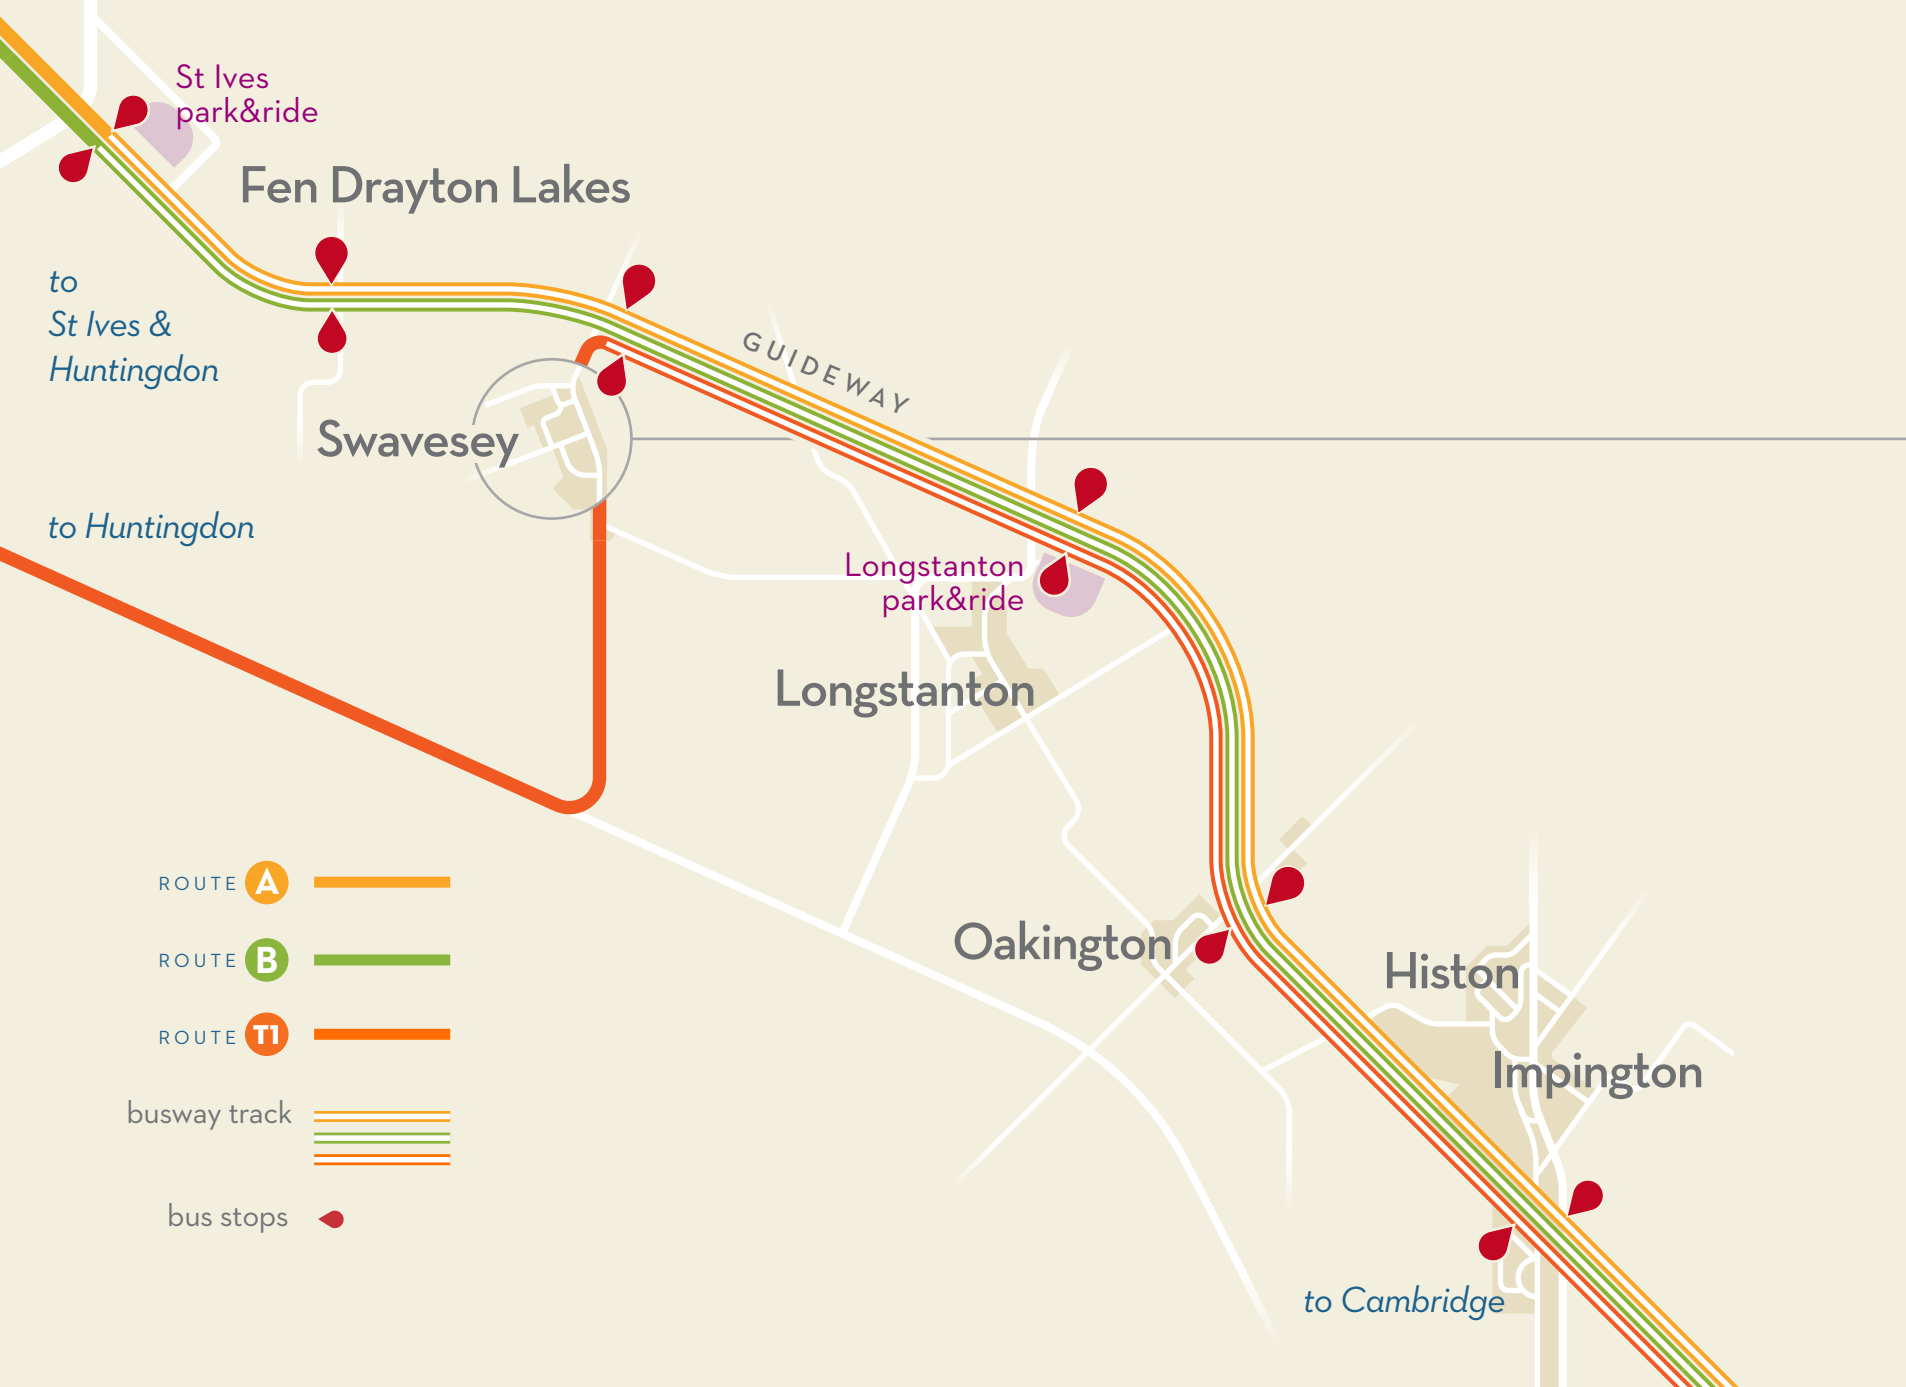 St Ives
park&ride
Fen Drayton Lakes
to
St Ives &
Huntingdon
GUIDEWAY
Swavesey
to Huntingdon
Longstanton
park&ride
Longstanton
ROUTE A
ROUTE B
ROUTE T1
busway track
bus stops
Oakington
Histon
Impington
to Cambridge